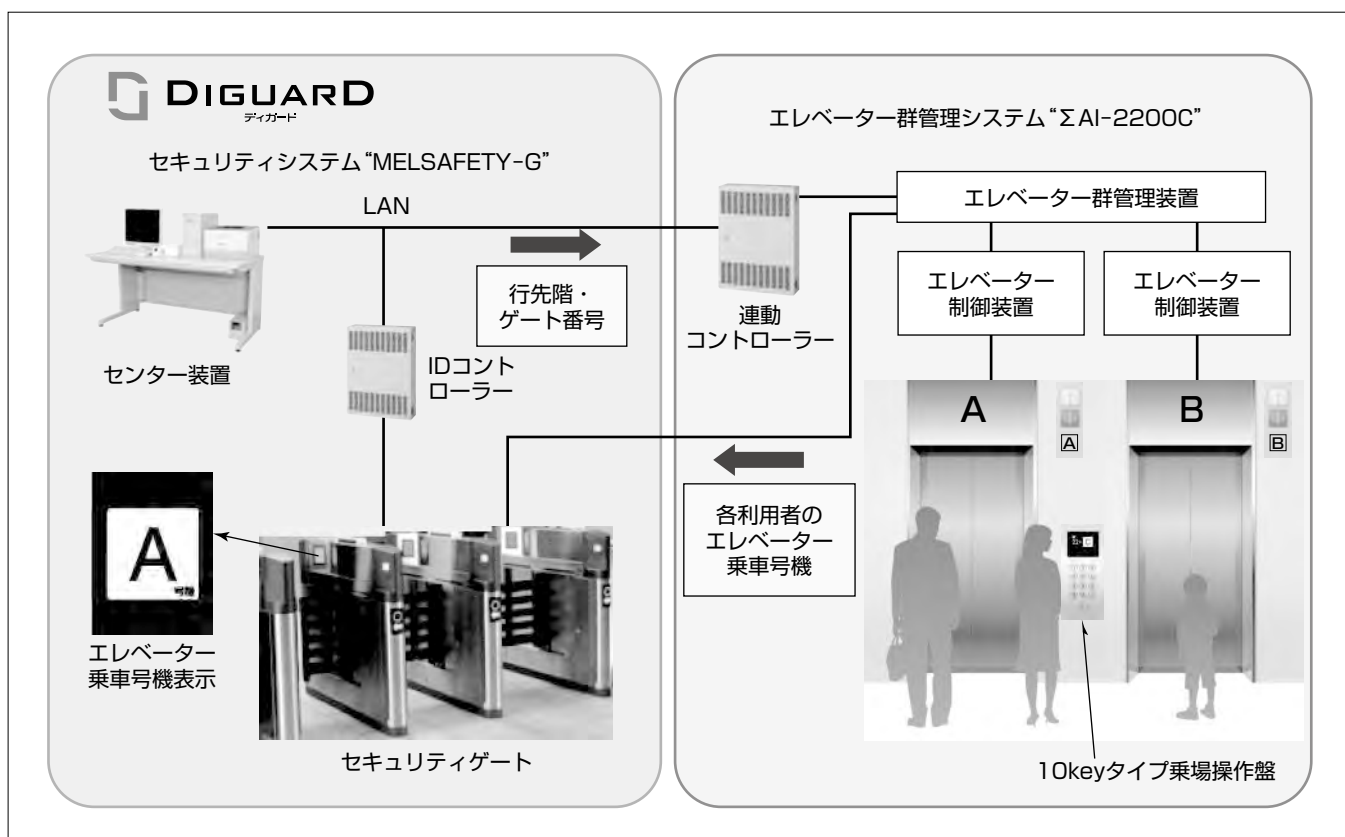 DIGUARD
ディガード
セキュリティシステム“MELSAFETY-G”
LAN
行先階・
ゲート番号
センター装置
IDコント
ローラー
A
号機
エレベーター
乗車号機表示
セキュリティゲート
エレベーター群管理システム“ΣAI-2200C”
エレベーター群管理装置
連動
コントローラー
エレベーター
制御装置
エレベーター
制御装置
各利用者の
エレベーター
乗車号機
A
A
B
B
10keyタイプ乗場操作盤